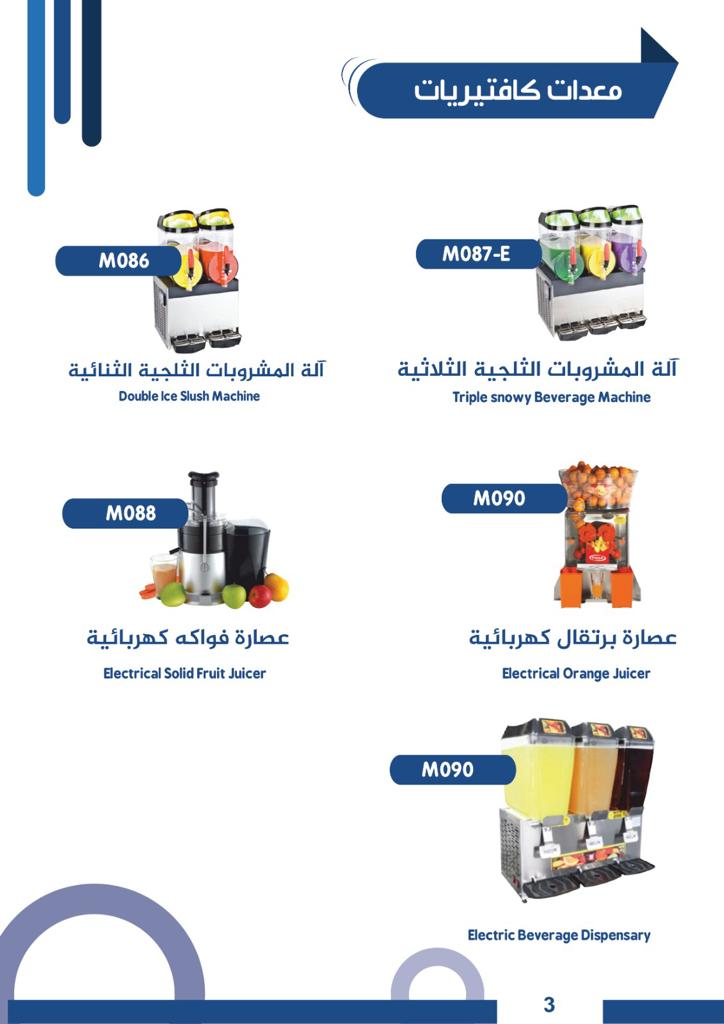 معدات كافتيريات
M087-E
آلة المشروبات الثلجية الثلاثية
Triple snowy Beverage Machine
M086
آلة المشروبات الثلجية الثنائية
Double Ice Slush Machine
M090
عصارة برتقال كهربائية
Electrical Orange Juicer
M088
عصارة فواكه كهربائية
Electrical Solid Fruit Juicer
M090
Electric Beverage Dispensary
3